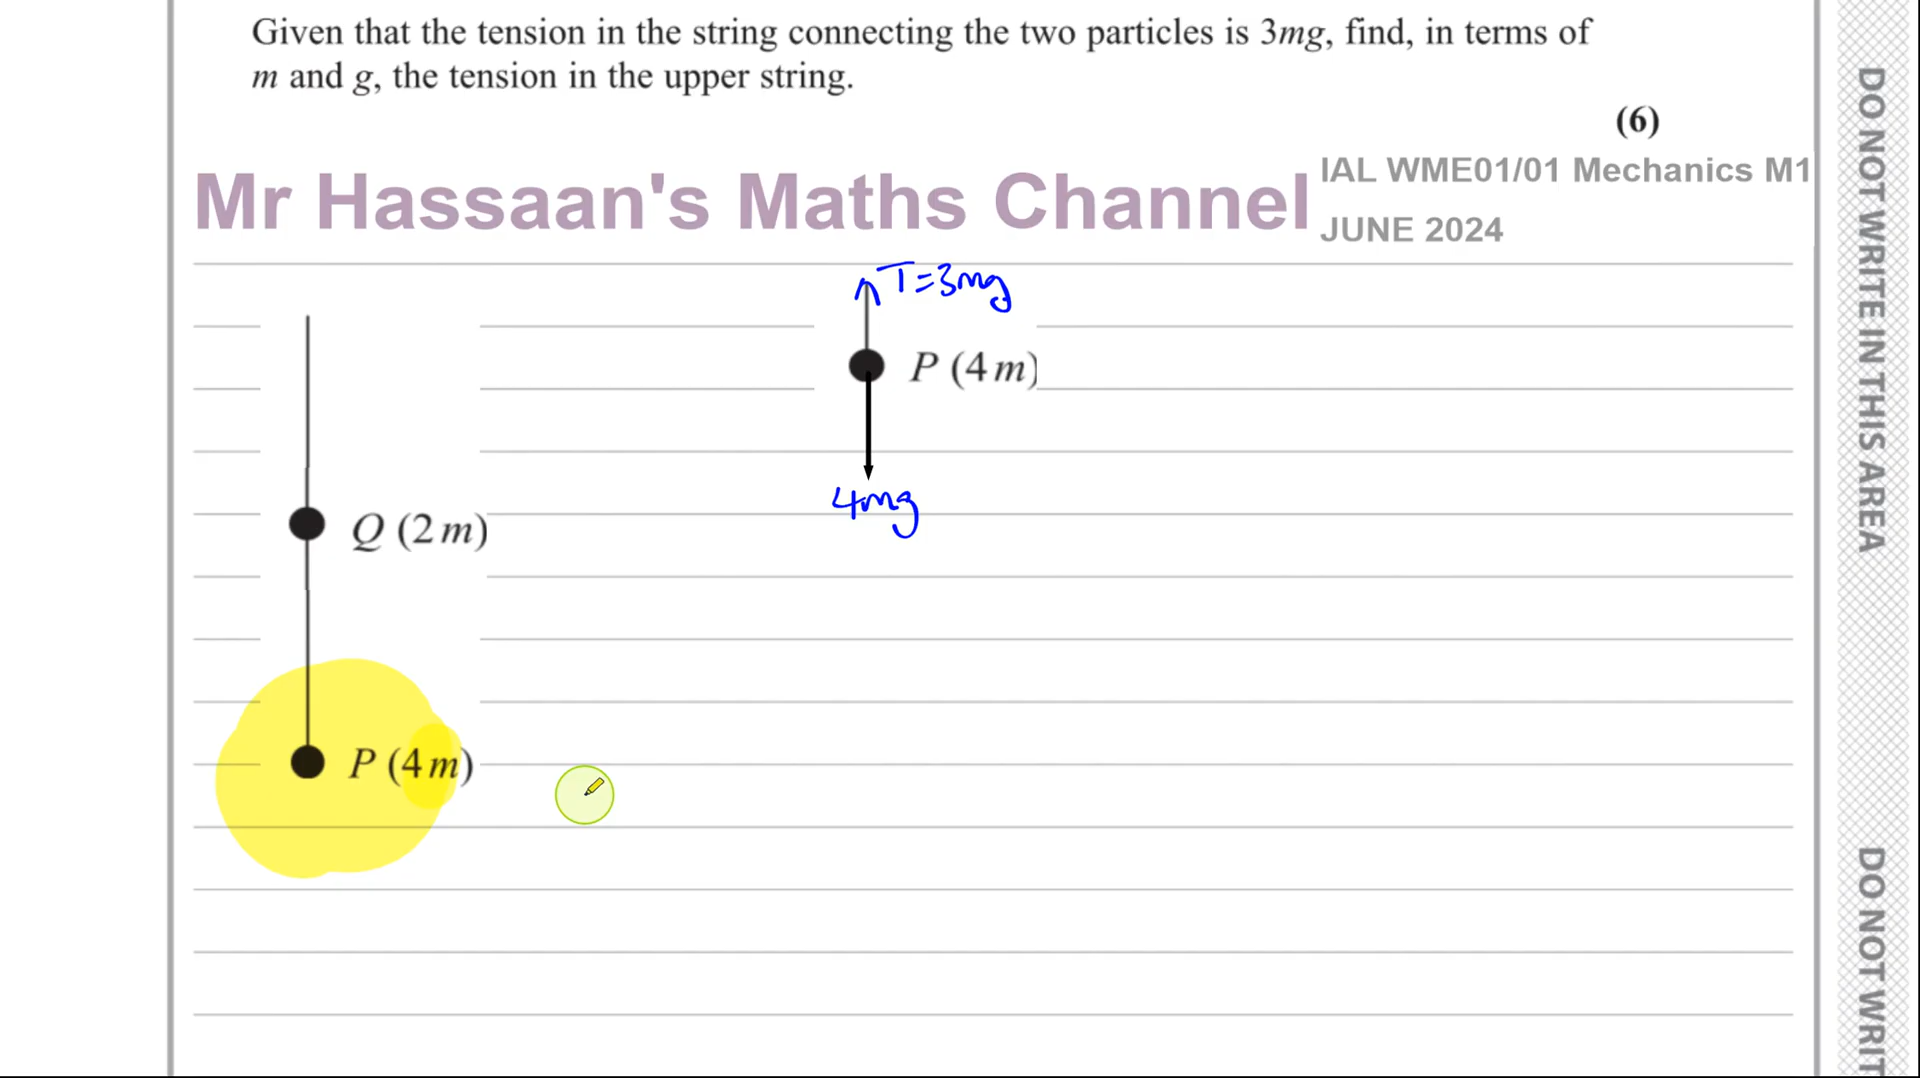 Given that the tension in the string connecting the two particles is 3mg, find, in terms of
m and g, the tension in the upper string.
(6)
Mr Hassaan's Maths Channel
IAL WME01/01 Mechanics M1
JUNE 2024
T=3mg
P (4m)
4mg
Q (2m)
P (4m)
DO NOT WRITE IN THIS AREA
DO NOT WRIT